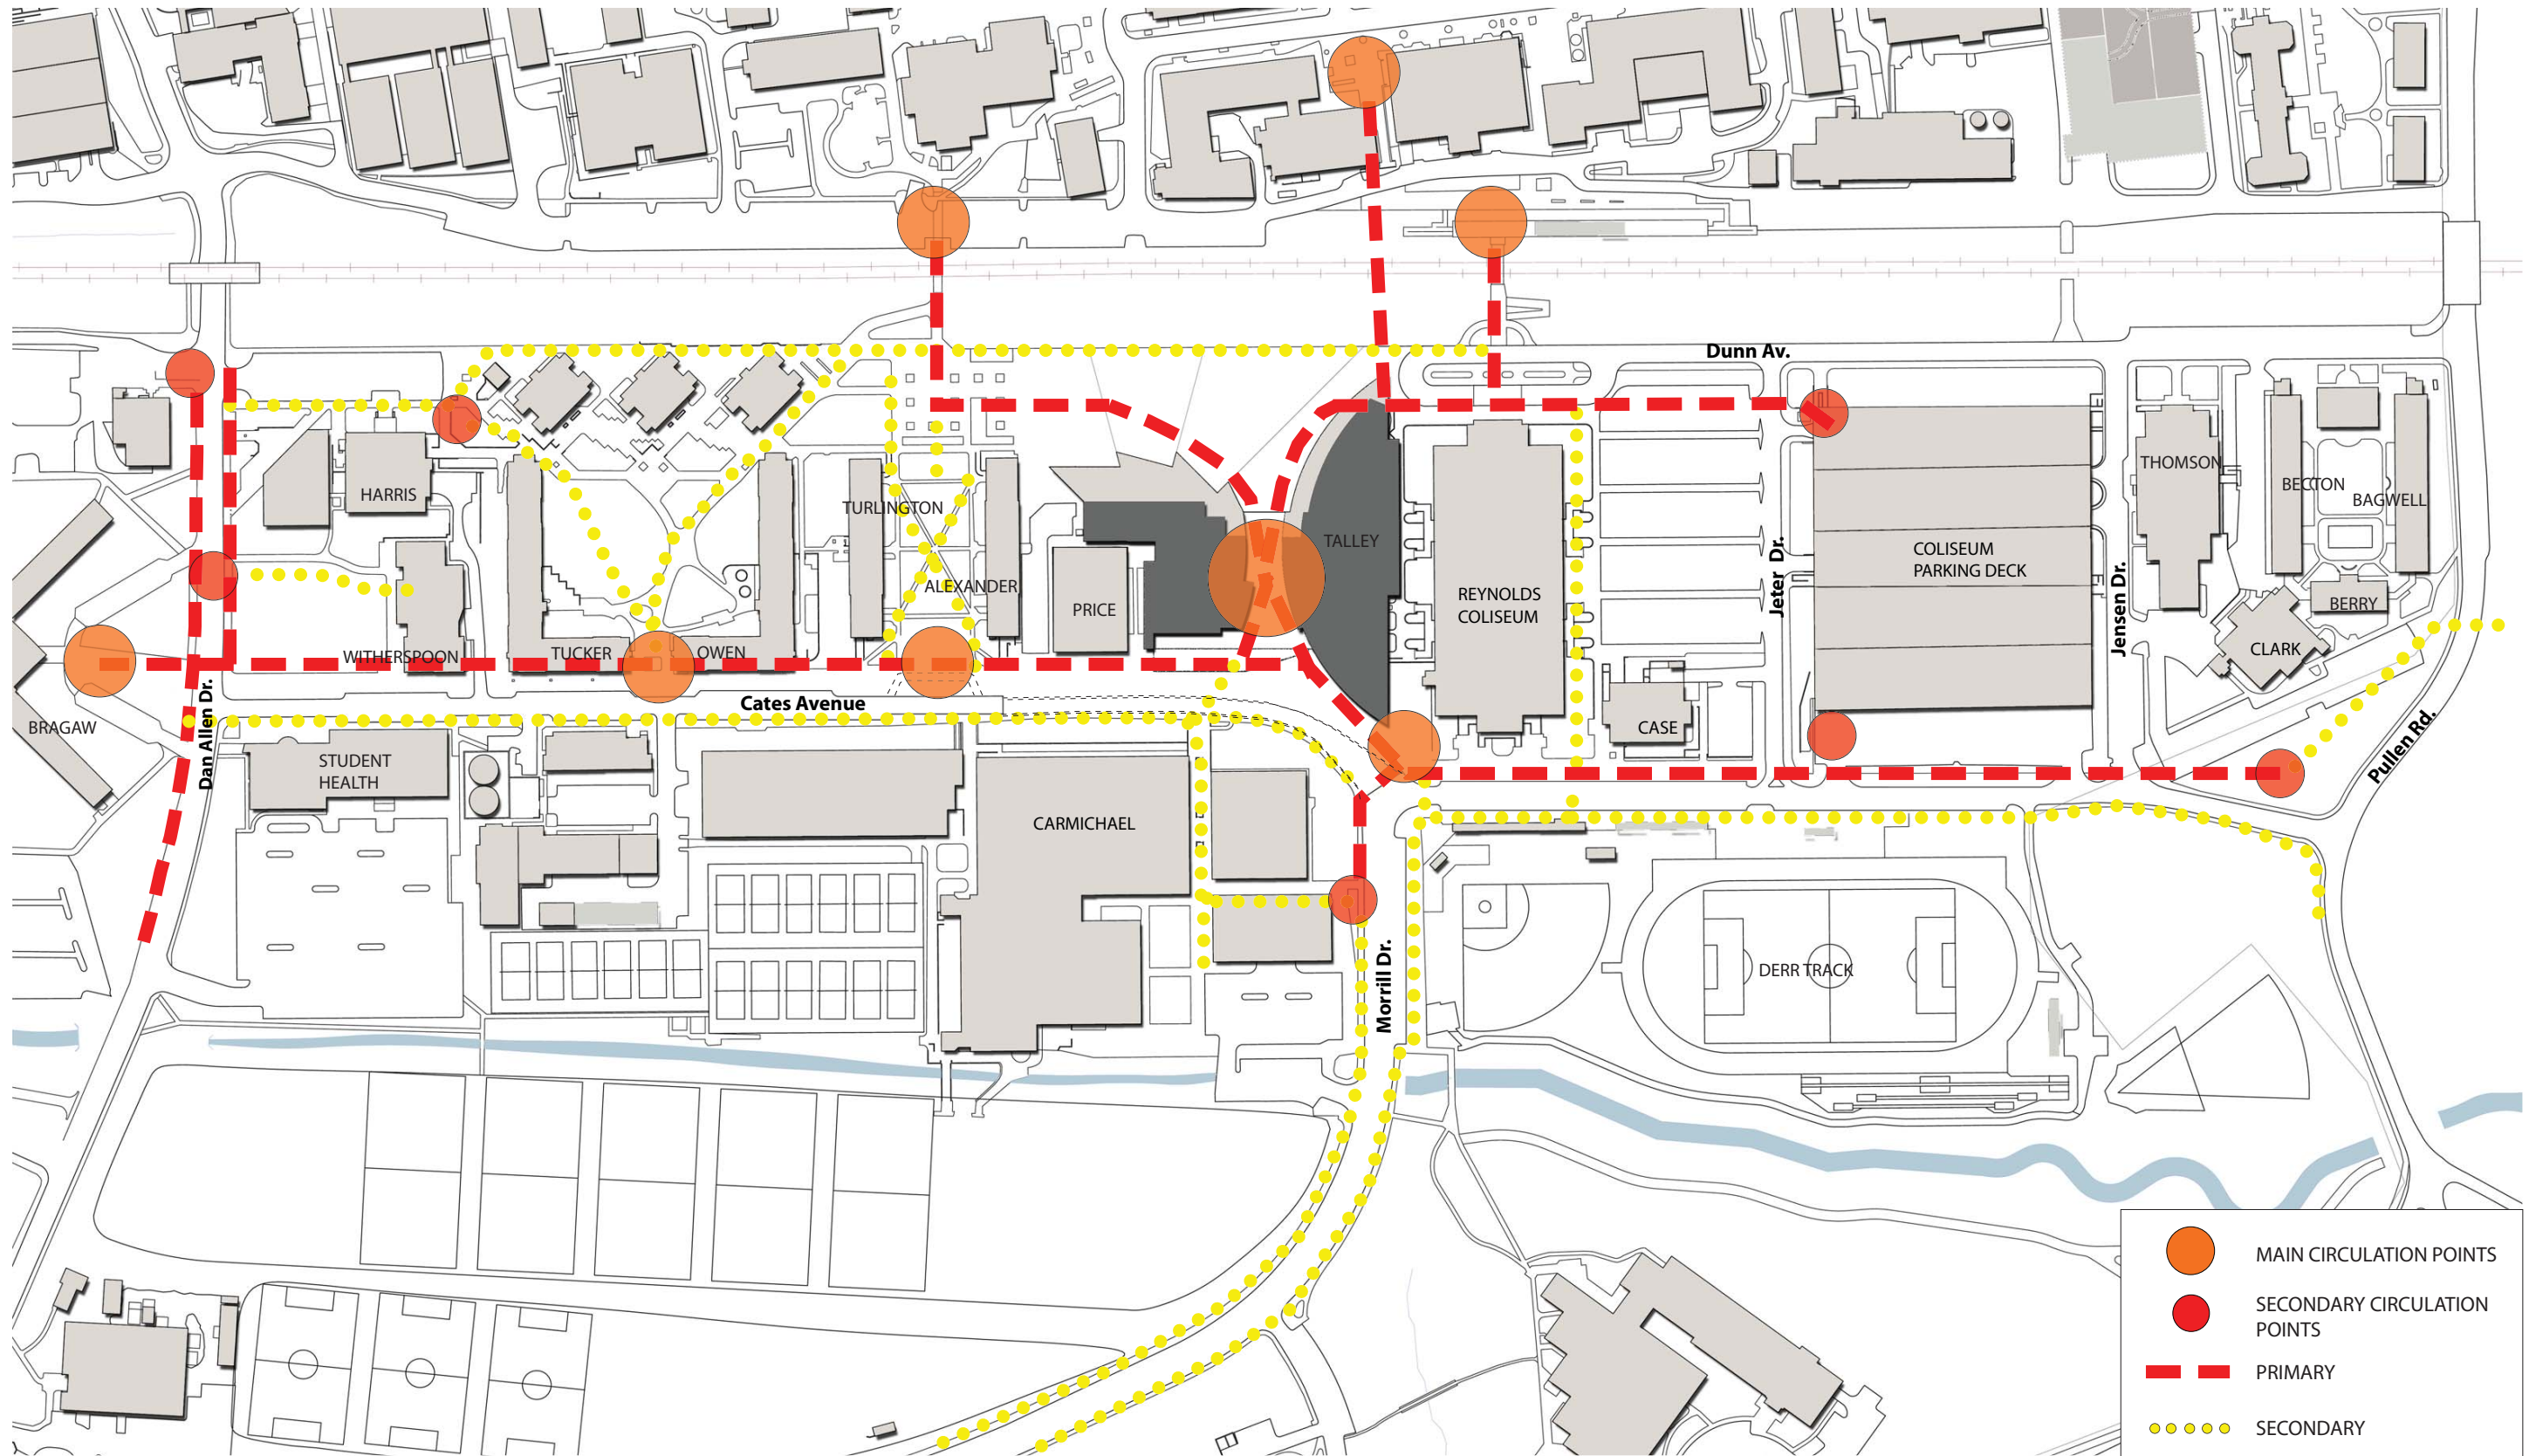 Dunn Av.
THOMSON
BECTON
HARRIS
BAGWELL
TURLINGTON
TALLEY
COLISEUM
PARKING DECK
Jeter Dr.
Jensen Dr.
ALEXANDER
REYNOLDS
COLISEUM
PRICE
BERRY
WITHERSPOON
TUCKER
OWEN
CLARK
Cates Avenue
BRAGAW
Dan Allen Dr.
CASE
Pullen Rd.
STUDENT
HEALTH
CARMICHAEL
Morrill Dr.
DERR TRACK
MAIN CIRCULATION POINTS
SECONDARY CIRCULATION
POINTS
PRIMARY
SECONDARY